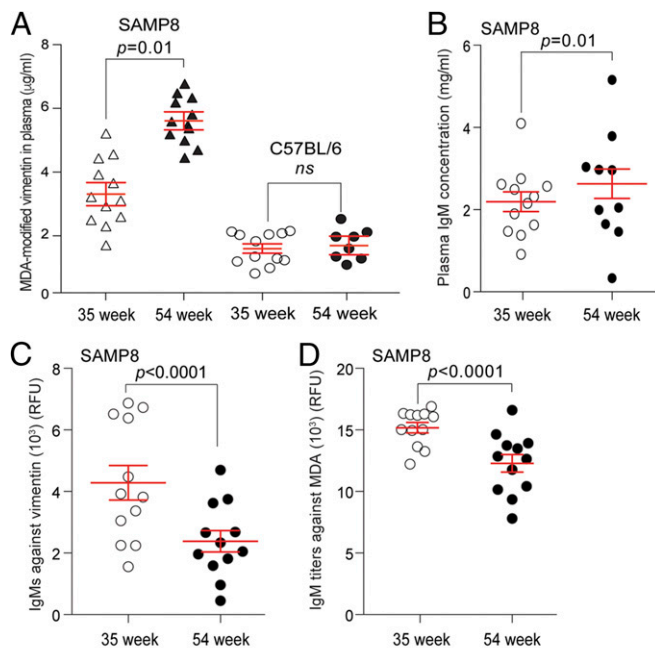 A
SAMP8
p=0.01
C57BL/6
ns
MDA-modified vimentin in plasma (μg/ml)
8
6
4
2
0
35 week
54 week
35 week
54 week
B
SAMP8
p=0.01
Plasma IgM concentration (mg/ml)
6
4
2
0
35 week
54 week
C
SAMP8
p<0.0001
IgMs against vimentin (10³) (RFU)
8
6
4
2
0
35 week
54 week
D
SAMP8
p<0.0001
IgM titers against MDA (10³) (RFU)
20
15
10
5
0
35 week
54 week